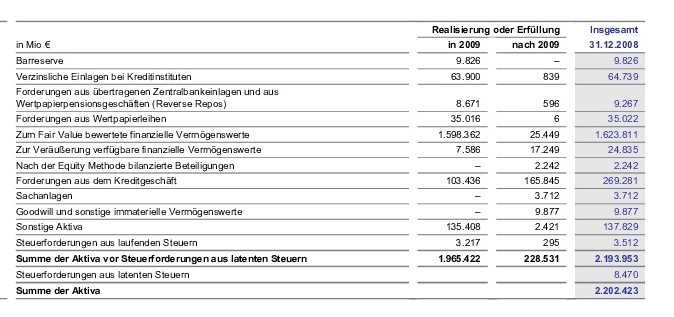 Realisierung oder Erfüllung Insgesamt
in Mio € in 2009 nach 2009 31.12.2008
Barreserve 9.826 – 9.826
Verzinsliche Einlagen bei Kreditinstituten 63.900 839 64.739
Forderungen aus übertragenen Zentralbankeinlagen und aus
Wertpapierpensionsgeschäften (Reverse Repos) 8.671 596 9.267
Forderungen aus Wertpapierleihen 35.016 6 35.022
Zum Fair Value bewertete finanzielle Vermögenswerte 1.598.362 25.449 1.623.811
Zur Veräußerung verfügbare finanzielle Vermögenswerte 7.586 17.249 24.835
Nach der Equity Methode bilanzierte Beteiligungen – 2.242 2.242
Forderungen aus dem Kreditgeschäft 103.436 165.845 269.281
Sachanlagen – 3.712 3.712
Goodwill und sonstige immaterielle Vermögenswerte – 9.877 9.877
Sonstige Aktiva 135.408 2.421 137.829
Steuerforderungen aus laufenden Steuern 3.217 295 3.512
Summe der Aktiva vor Steuerforderungen aus latenten Steuern 1.965.422 228.531 2.193.953
Steuerforderungen aus latenten Steuern 8.470
Summe der Aktiva 2.202.423